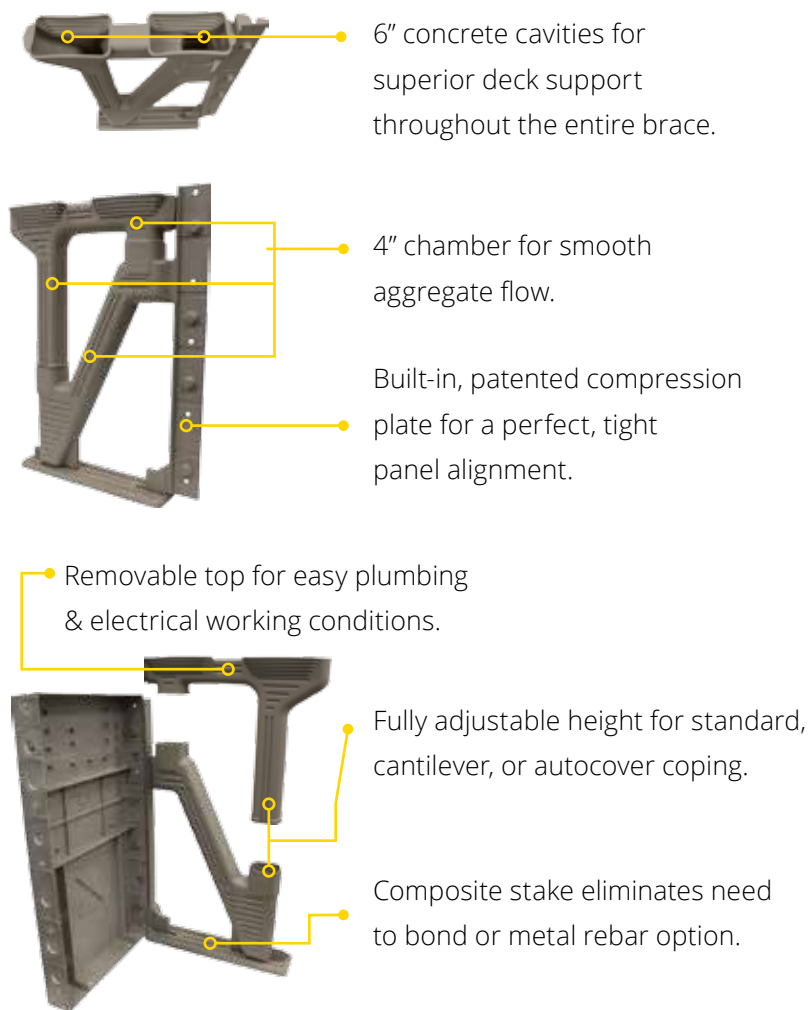 6” concrete cavities for
superior deck support
throughout the entire brace.
4” chamber for smooth
aggregate flow.
Built-in, patented compression
plate for a perfect, tight
panel alignment.
Removable top for easy plumbing
& electrical working conditions.
Fully adjustable height for standard,
cantilever, or autocover coping.
Composite stake eliminates need
to bond or metal rebar option.